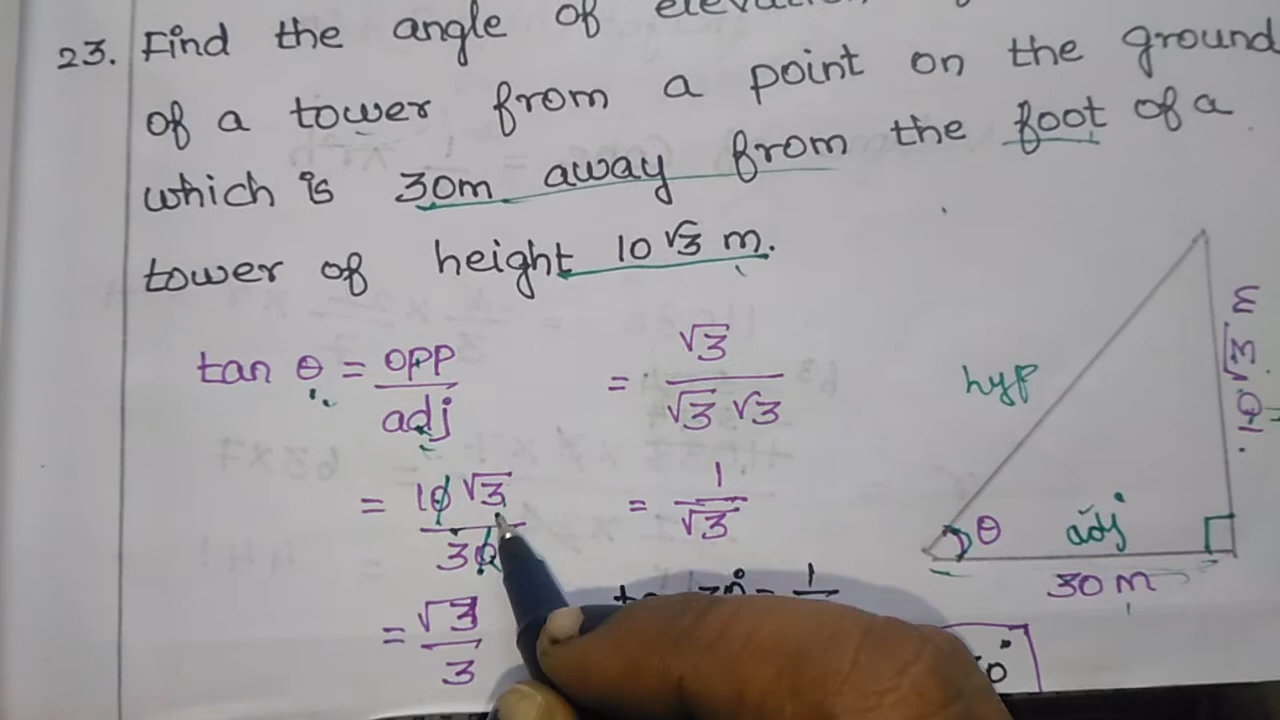 23. Find the angle of elevation
of a tower from a point on the ground
which is 30m away from the foot of a
tower of height 10√3 m.
tan θ = opp/adj
= 10√3/30
= √3/3
= √3/√3 √3
= 1/√3
hyp
10√3 m
θ
adj
30 m